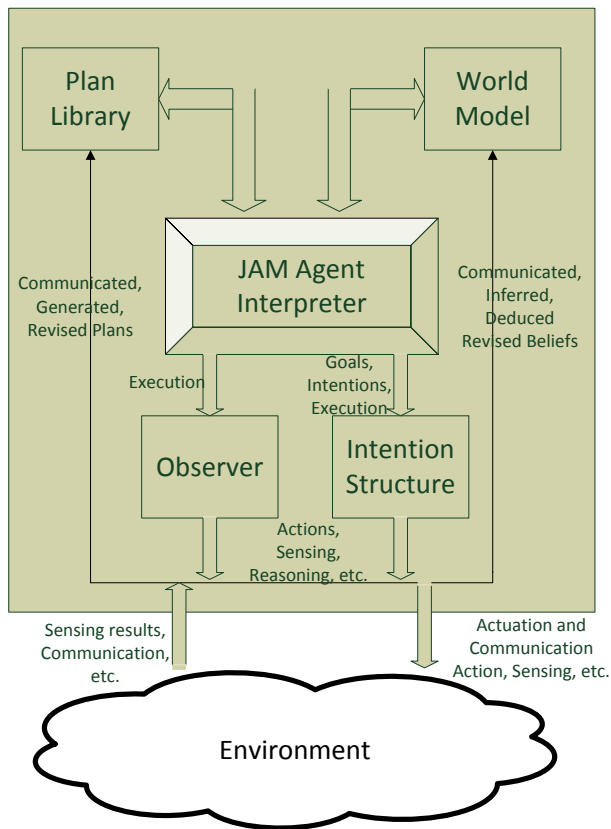 Plan
Library
World
Model
JAM Agent
Interpreter
Communicated,
Generated,
Revised Plans
Communicated,
Inferred,
Deduced
Revised Beliefs
Execution
Goals,
Intentions,
Execution
Observer
Intention
Structure
Actions,
Sensing,
Reasoning, etc.
Sensing results,
Communication,
etc.
Actuation and
Communication
Action, Sensing, etc.
Environment